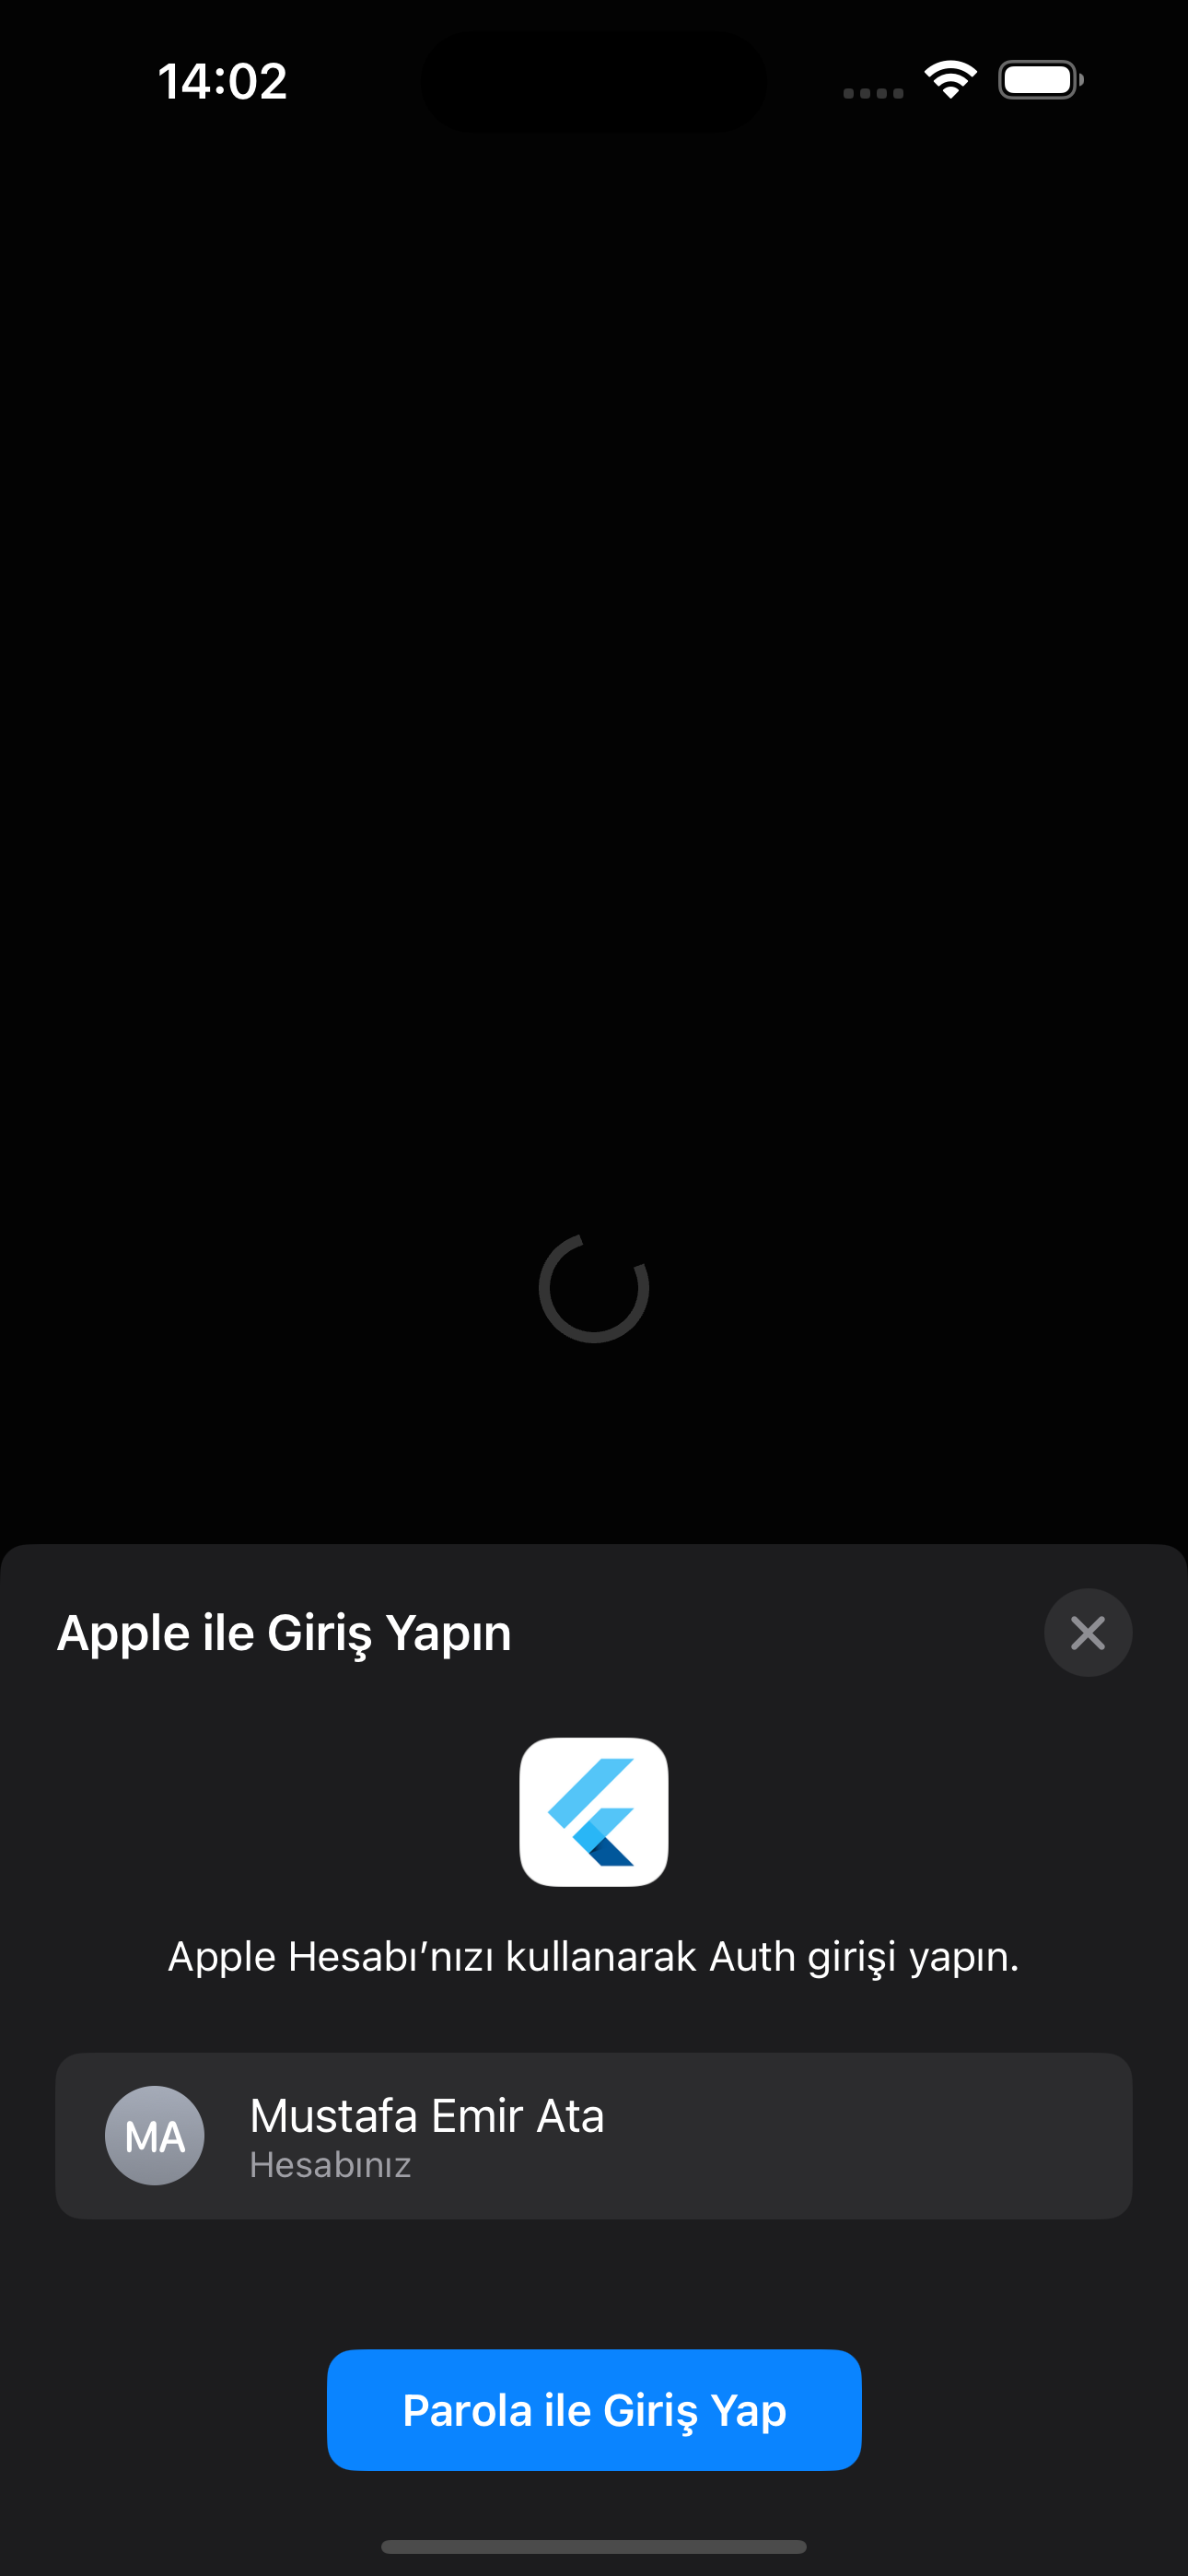 14:02
Apple ile Giriş Yapın
Apple Hesabı’nızı kullanarak Auth girişi yapın.
MA
Mustafa Emir Ata
Hesabınız
Parola ile Giriş Yap